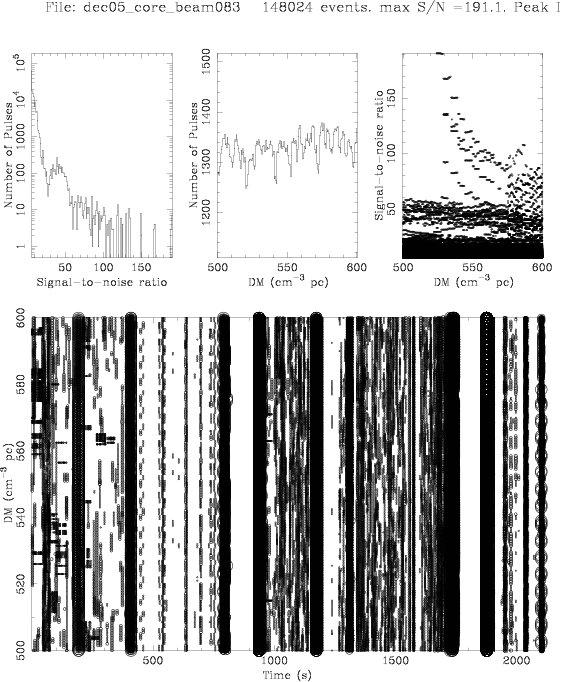 File: dec05_core_beam083 148024 events. max S/N =191.1. Peak
Number of Pulses
10⁵
10⁴
1000
100
10
1
50 100 150
Signal−to−noise ratio
Number of Pulses
1500
1400
1300
1200
500 550 600
DM (cm⁻³ pc)
Signal−to−noise ratio
150
100
50
500 550 600
DM (cm⁻³ pc)
DM (cm⁻³ pc)
600
580
560
540
520
500
500 1000 1500 2000
Time (s)